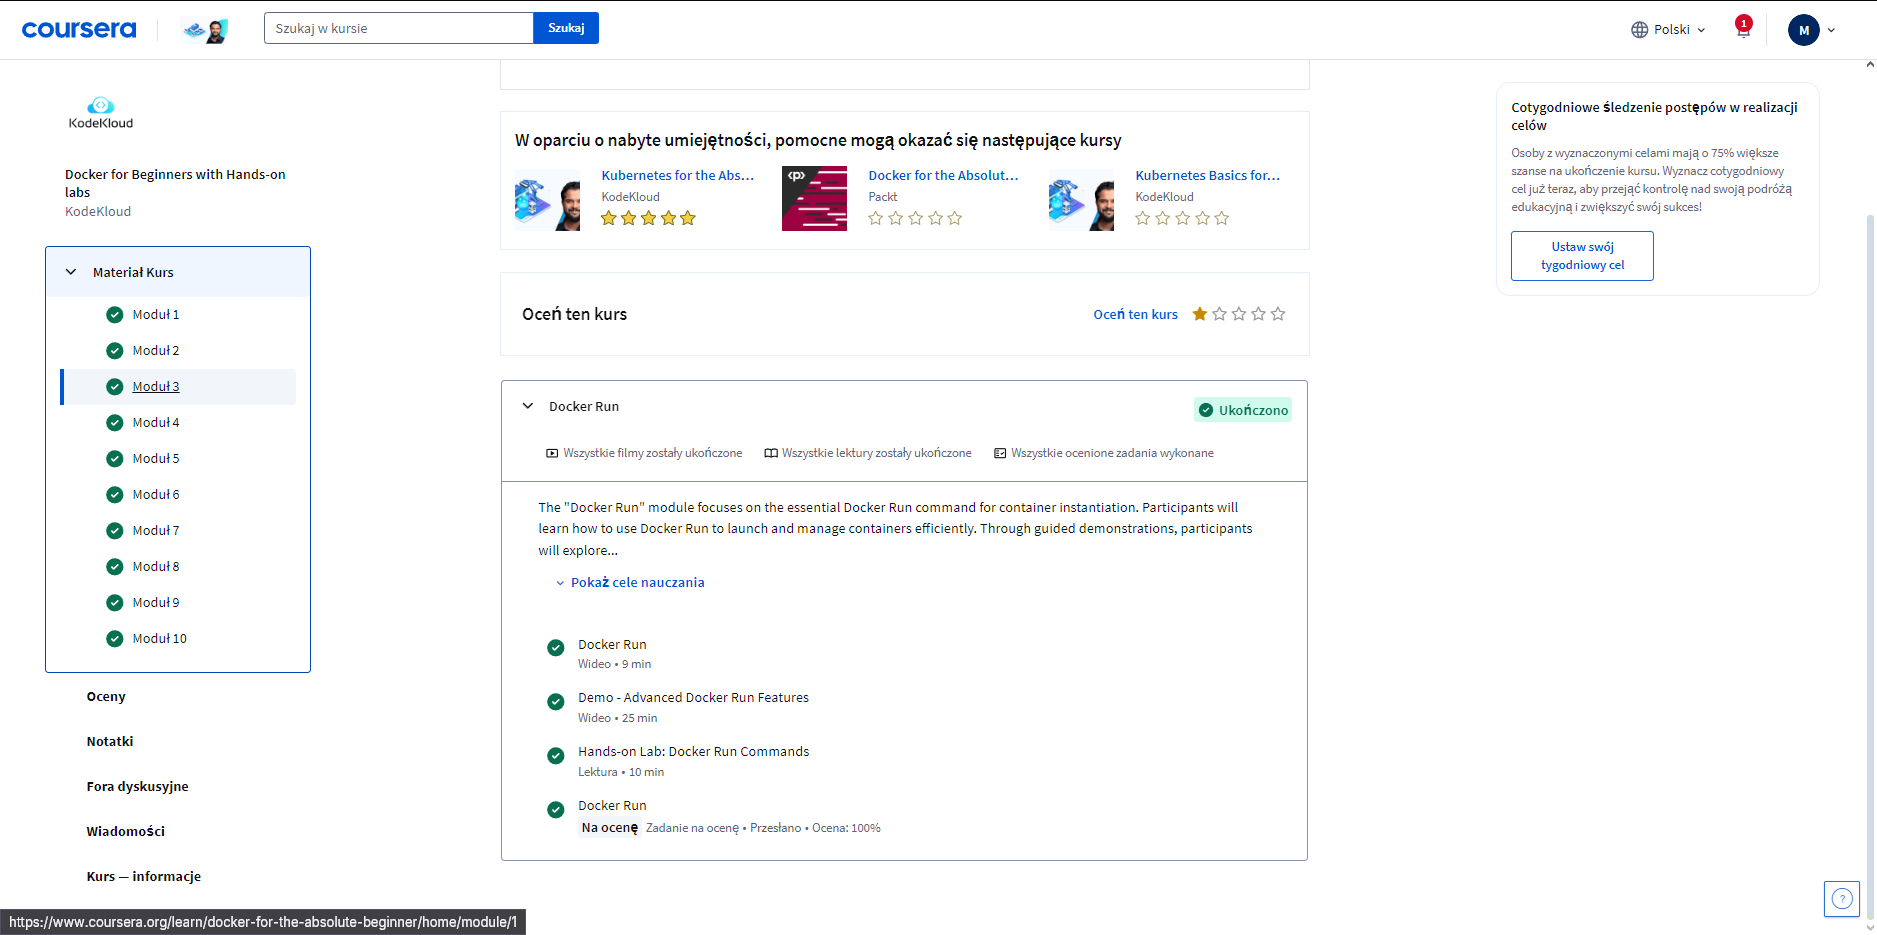 coursera
Szukaj w kursie
Szukaj
Polski
1
M
KodeKloud
Docker for Beginners with Hands-on
labs
KodeKloud
Materiał Kurs
Moduł 1
Moduł 2
Moduł 3
Moduł 4
Moduł 5
Moduł 6
Moduł 7
Moduł 8
Moduł 9
Moduł 10
Oceny
Notatki
Fora dyskusyjne
Wiadomości
Kurs — informacje
W oparciu o nabyte umiejętności, pomocne mogą okazać się następujące kursy
Kubernetes for the Abs...
KodeKloud
<p>
Docker for the Absolut...
Packt
Kubernetes Basics for...
KodeKloud
Oceń ten kurs
Oceń ten kurs
Docker Run
Ukończono
Wszystkie filmy zostały ukończone
Wszystkie lektury zostały ukończone
Wszystkie ocenione zadania wykonane
The "Docker Run" module focuses on the essential Docker Run command for container instantiation. Participants will
learn how to use Docker Run to launch and manage containers efficiently. Through guided demonstrations, participants
will explore...
Pokaż cele nauczania
Docker Run
Wideo • 9 min
Demo - Advanced Docker Run Features
Wideo • 25 min
Hands-on Lab: Docker Run Commands
Lektura • 10 min
Docker Run
Na ocenę Zadanie na ocenę • Przesłano • Ocena: 100%
Cotygodniowe śledzenie postępów w realizacji
celów
Osoby z wyznaczonymi celami mają o 75% większe
szanse na ukończenie kursu. Wyznacz cotygodniowy
cel już teraz, aby przejąć kontrolę nad swoją podróżą
edukacyjną i zwiększyć swój sukces!
Ustaw swój
tygodniowy cel
?
https://www.coursera.org/learn/docker-for-the-absolute-beginner/home/module/1